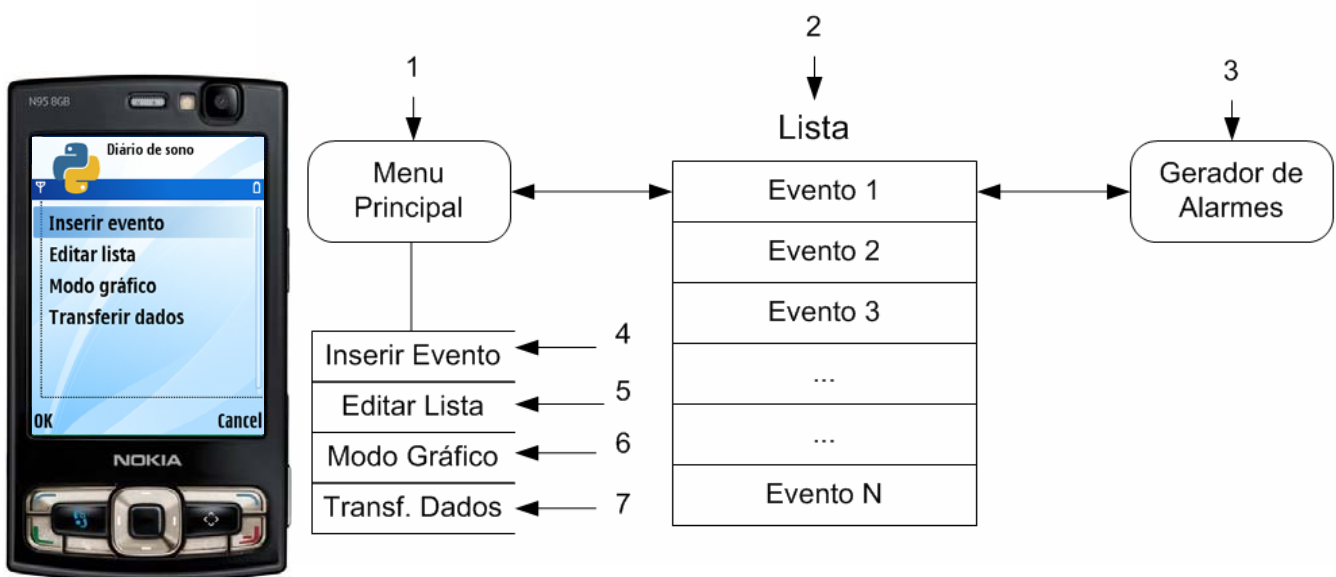 N95 8GB
Diário de sono
Inserir evento
Editar lista
Modo gráfico
Transferir dados
OK
Cancel
NOKIA
1
Menu
Principal
Inserir Evento
4
Editar Lista
5
Modo Gráfico
6
Transf. Dados
7
2
Lista
Evento 1
Evento 2
Evento 3
...
...
Evento N
3
Gerador de
Alarmes